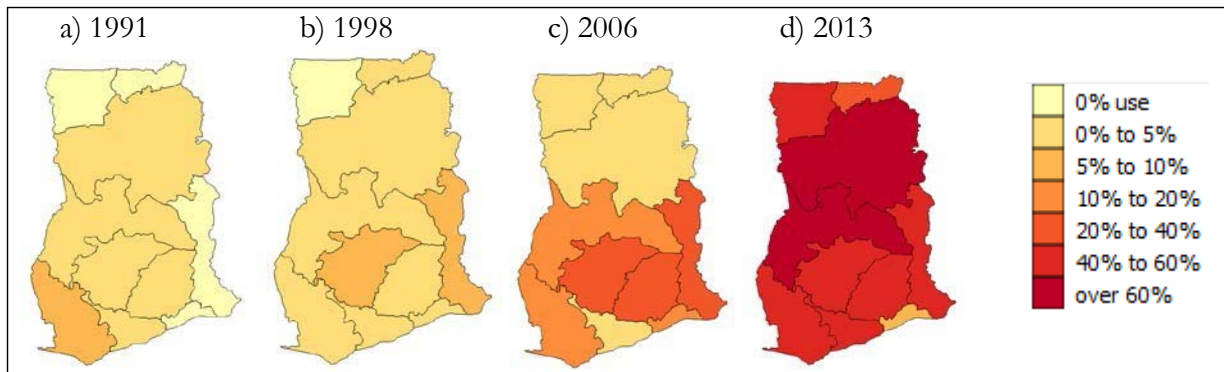 a) 1991
b) 1998
c) 2006
d) 2013
0% use
0% to 5%
5% to 10%
10% to 20%
20% to 40%
40% to 60%
over 60%